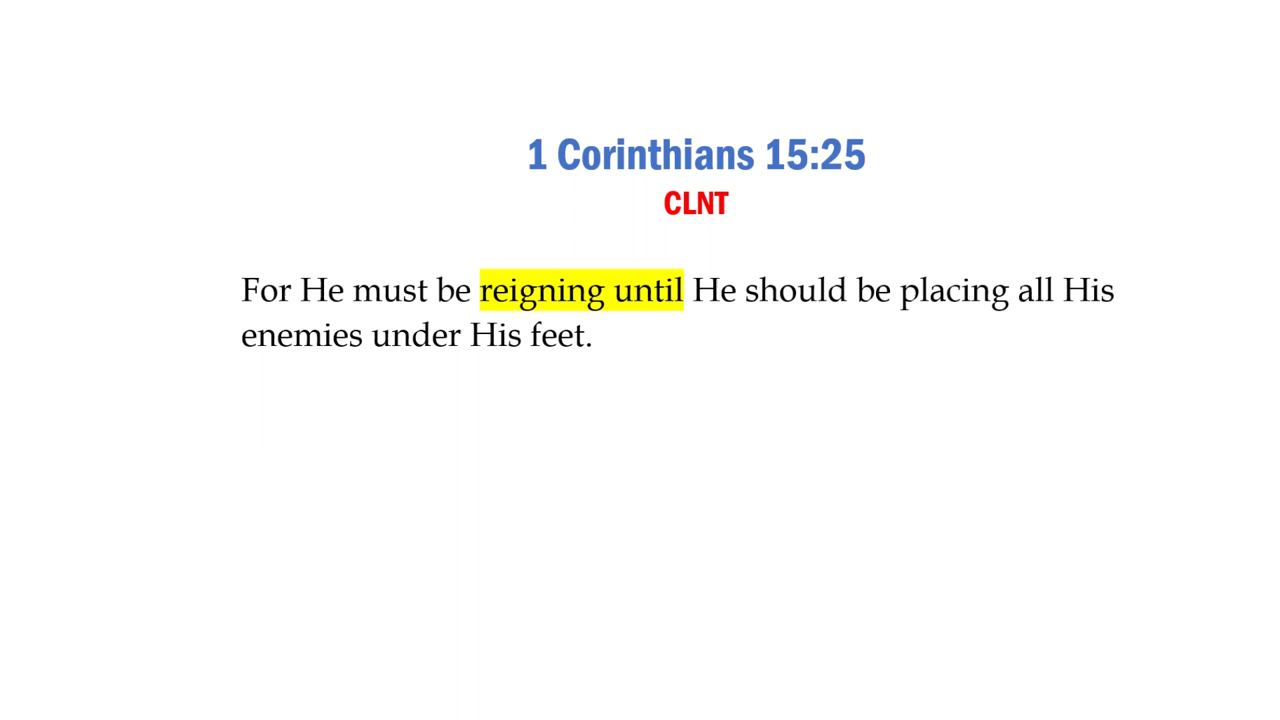 1 Corinthians 15:25
CLNT
For He must be reigning until He should be placing all His
enemies under His feet.